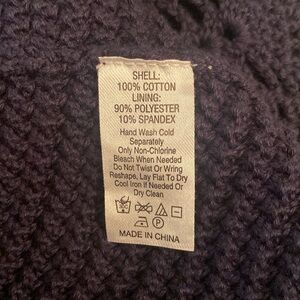 SHELL:
100% COTTON
LINING:
90% POLYESTER
10% SPANDEX
Hand Wash Cold
Separately
Only Non-Chlorine
Bleach When Needed
Do Not Twist Or Wring
Reshape, Lay Flat To Dry
Cool Iron If Needed Or
Dry Clean
P
MADE IN CHINA